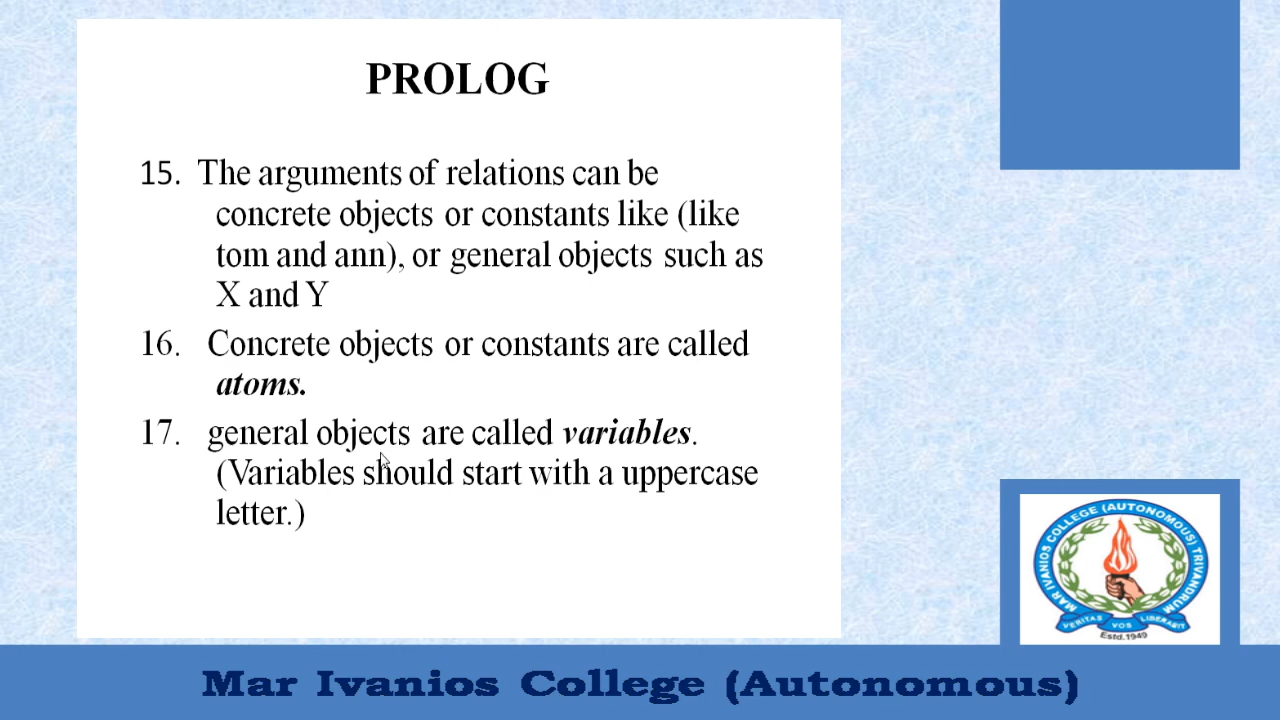 PROLOG
15. The arguments of relations can be
concrete objects or constants like (like
tom and ann), or general objects such as
X and Y
16. Concrete objects or constants are called
atoms.
17. general objects are called variables.
(Variables should start with a uppercase
letter.)
MAR IVANIOS COLLEGE (AUTONOMOUS) TRIVANDRUM
VERITAS VOS LIBERABIT
Estd.1949
Mar Ivanios College (Autonomous)